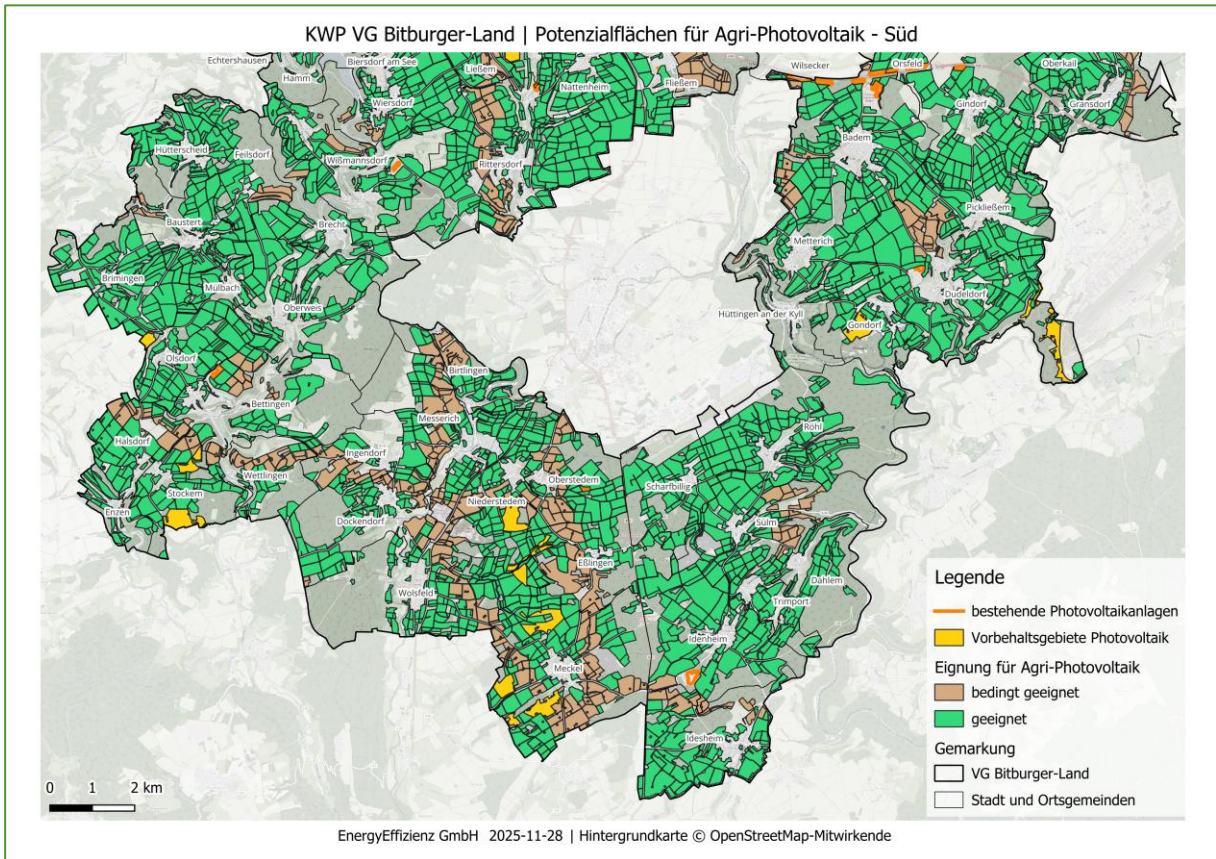 KWP VG Bitburger-Land | Potenzialflächen für Agri-Photovoltaik - Süd
Echtershausen
Hamm
Biersdorf am See
Ließem
Nattenheim
Fließem
Wilsecker
Orsfeld
Oberkail
Wiersdorf
Gindorf
Gransdorf
Hütterscheid
Feilsdorf
Wißmannsdorf
Rittersdorf
Badem
Baustert
Brecht
Pickließem
Metterich
Brimingen
Mülbach
Oberweis
Dudeldorf
Hüttingen an der Kyll
Gondorf
Olsdorf
Birtlingen
Bettingen
Messerich
Röhl
Halsdorf
Ingendorf
Wettlingen
Oberstedem
Scharfbillig
Stockem
Niederstedem
Enzen
Dockendorf
Sülm
Eßlingen
Dahlem
Wolsfeld
Trimport
Idenheim
Meckel
Idesheim
Legende
bestehende Photovoltaikanlagen
Vorbehaltsgebiete Photovoltaik
Eignung für Agri-Photovoltaik
bedingt geeignet
geeignet
Gemarkung
VG Bitburger-Land
Stadt und Ortsgemeinden
0 1 2 km
EnergyEffizienz GmbH 2025-11-28 | Hintergrundkarte © OpenStreetMap-Mitwirkende